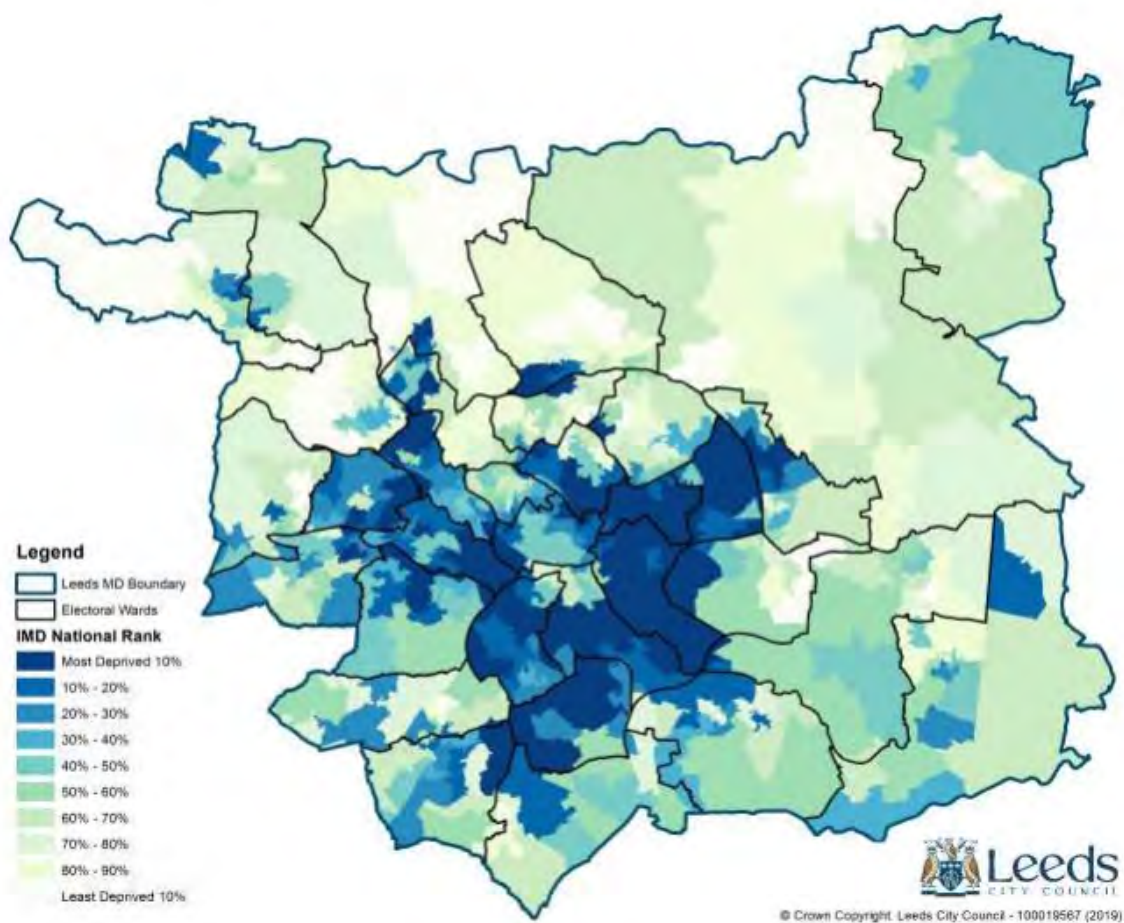 Legend
Leeds MD Boundary
Electoral Wards
IMD National Rank
Most Deprived 10%
10% - 20%
20% - 30%
30% - 40%
40% - 50%
50% - 60%
60% - 70%
70% - 80%
80% - 90%
Least Deprived 10%
Leeds
CITY COUNCIL
© Crown Copyright. Leeds City Council - 100019567 (2019)